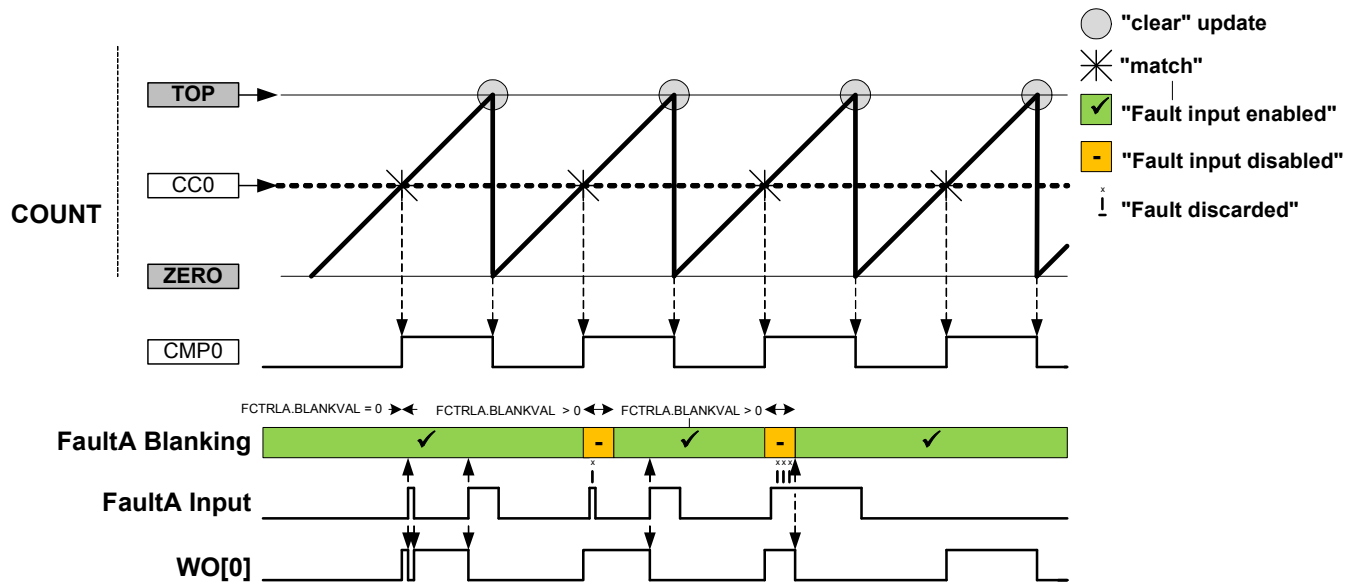 "clear" update
"match"
"Fault input enabled"
"Fault input disabled"
"Fault discarded"
TOP
CC0
COUNT
ZERO
CMP0
FCTRLA.BLANKVAL = 0
FCTRLA.BLANKVAL > 0
FCTRLA.BLANKVAL > 0
FaultA Blanking
✓ - ✓ - ✓
x
x x x
FaultA Input
WO[0]